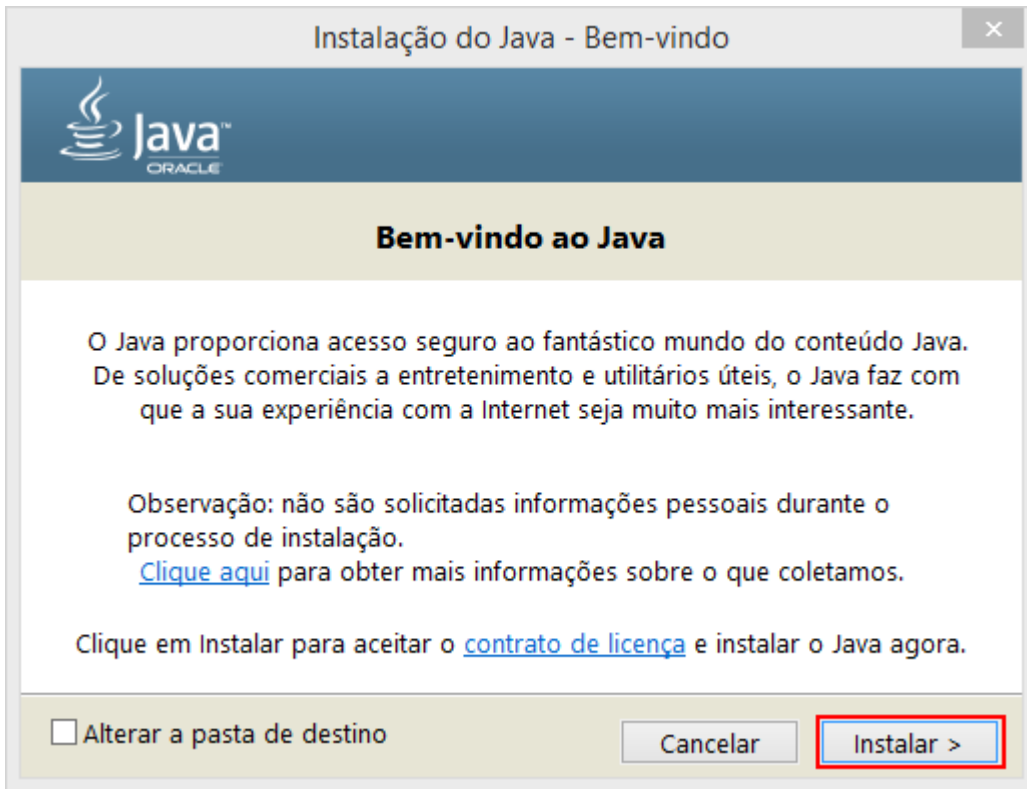 Instalação do Java - Bem-vindo
Java™
ORACLE
Bem-vindo ao Java
O Java proporciona acesso seguro ao fantástico mundo do conteúdo Java.
De soluções comerciais a entretenimento e utilitários úteis, o Java faz com
que a sua experiência com a Internet seja muito mais interessante.
Observação: não são solicitadas informações pessoais durante o
processo de instalação.
Clique aqui para obter mais informações sobre o que coletamos.
Clique em Instalar para aceitar o contrato de licença e instalar o Java agora.
Alterar a pasta de destino
Cancelar
Instalar >